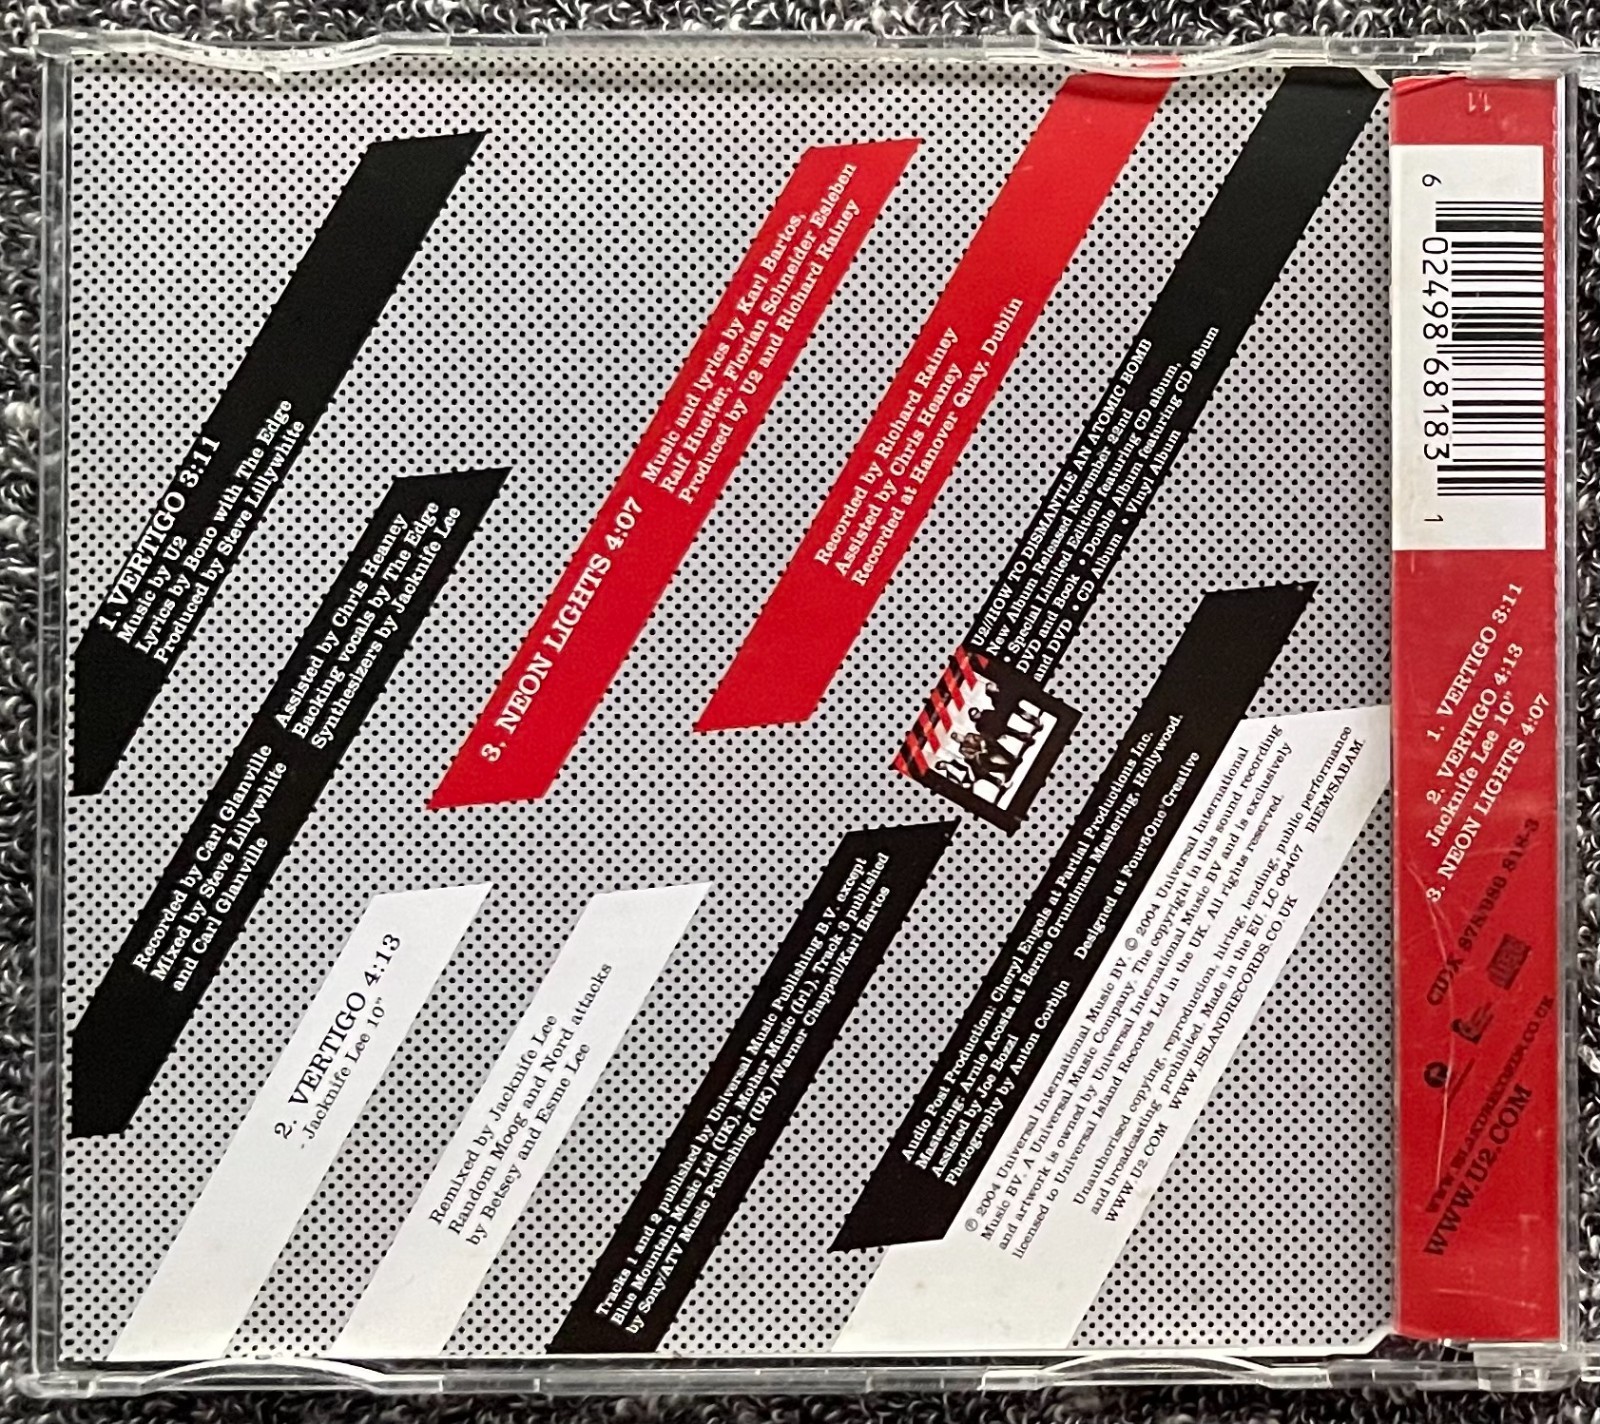 1. VERTIGO 3:11
Music by U2
Lyrics by Bono with The Edge
Produced by Steve Lillywhite
Recorded by Carl Glanville
Mixed by Steve Lillywhite
and Carl Glanville
Assisted by Chris Heaney
Backing vocals by The Edge
Synthesizers by Jacknife Lee
2. VERTIGO 4:13
- Jacknife Lee 10"
Remixed by Jacknife Lee
Random Moog and Nord attacks
by Betsey and Esme Lee
3. NEON LIGHTS 4:07
Music and lyrics by Karl Bartos,
Ralf Huetter, Florian Schneider Esleben
Produced by U2 and Richard Rainey
Recorded by Richard Rainey
Assisted by Chris Heaney
Recorded at Hanover Quay, Dublin
Tracks 1 and 2 published by Universal Music Publishing B.V. except
Blue Mountain Music Ltd (UK), Mother Music (Irl.), Track 3 published
by Sony/ATV Music Publishing (UK) /Warner Chappell/Karl Bartos
U2//HOW TO DISMANTLE AN ATOMIC BOMB
New Album Released November 22nd
• Special Limited Edition featuring CD album,
DVD and Book • Double Album featuring CD album
and DVD • CD Album • Vinyl Album
Audio Post Production: Cheryl Engels at Partial Productions Inc.
Mastering: Arnie Acosta at Bernie Grundman Mastering, Hollywood.
Assisted by Joe Bozzi
Photography by Anton Corbijn Designed at Four5One°Creative
℗ 2004 Universal International Music BV. © 2004 Universal International
Music BV. A Universal Music Company. The copyright in this sound recording
and artwork is owned by Universal International Music BV and is exclusively
licensed to Universal Island Records Ltd in the UK. All rights reserved.
Unauthorised copying, reproduction, hiring, lending, public performance
and broadcasting prohibited. Made in the EU. LC 00407 BIEM/SABAM.
WWW.U2.COM WWW.ISLANDRECORDS.CO.UK
1.1
6 02498 68183 1
1. VERTIGO 3:11
2. VERTIGO 4:13
Jacknife Lee 10"
3. NEON LIGHTS 4:07
CIDX 878/986 818-3
WWW.ISLANDRECORDS.CO.UK
WWW.U2.COM